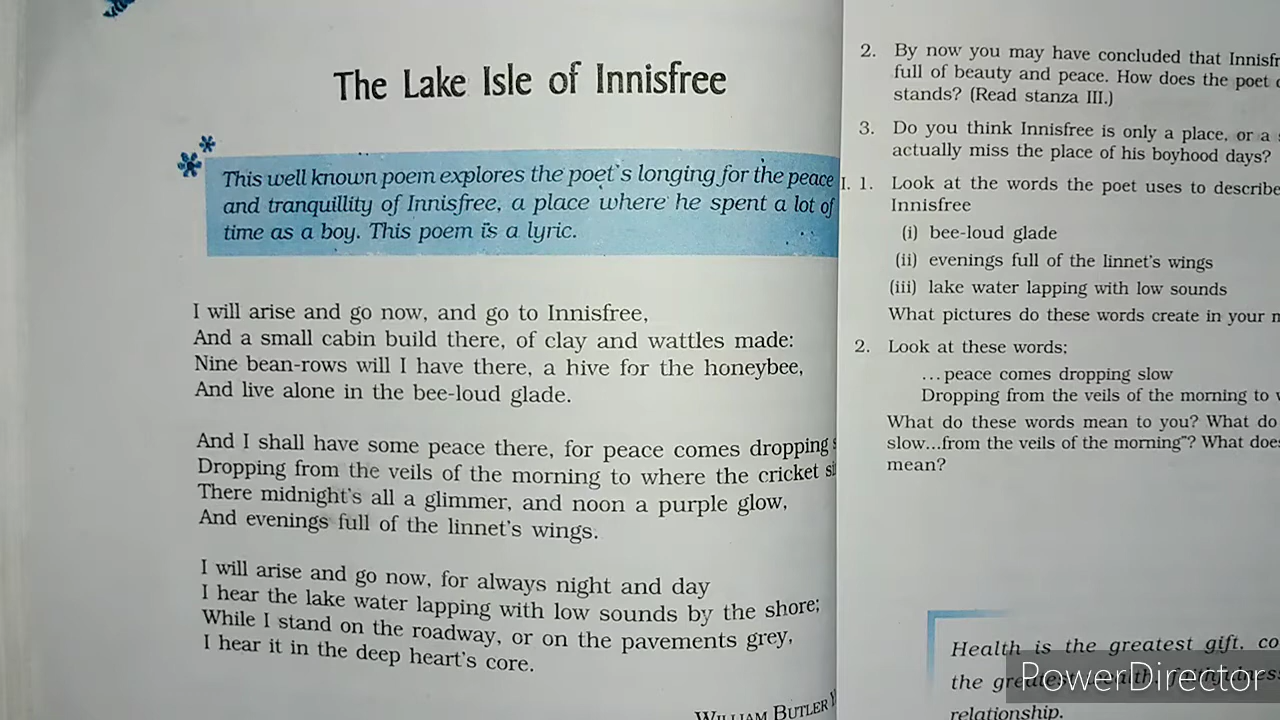 The Lake Isle of Innisfree
This well known poem explores the poet's longing for the peace
and tranquillity of Innisfree, a place where he spent a lot of
time as a boy. This poem is a lyric.
I will arise and go now, and go to Innisfree,
And a small cabin build there, of clay and wattles made:
Nine bean-rows will I have there, a hive for the honeybee,
And live alone in the bee-loud glade.
And I shall have some peace there, for peace comes dropping
Dropping from the veils of the morning to where the cricket
There midnight's all a glimmer, and noon a purple glow,
And evenings full of the linnet's wings.
I will arise and go now, for always night and day
I hear the lake water lapping with low sounds by the shore;
While I stand on the roadway, or on the pavements grey,
I hear it in the deep heart's core.
WILLIAM BUTLER
2. By now you may have concluded that
full of beauty and peace. How does the poet
stands? (Read stanza III.)
3. Do you think Innisfree is only a place, or a
actually miss the place of his boyhood days?
I. 1. Look at the words the poet uses to describe
Innisfree
(i) bee-loud glade
(ii) evenings full of the linnet's wings
(iii) lake water lapping with low sounds
What pictures do these words create in your
2. Look at these words;
...peace comes dropping slow
Dropping from the veils of the morning to
What do these words mean to you? What do
slow...from the veils of the morning"? What
mean?
Health is the greatest gift,
the
relationship.
PowerDirector